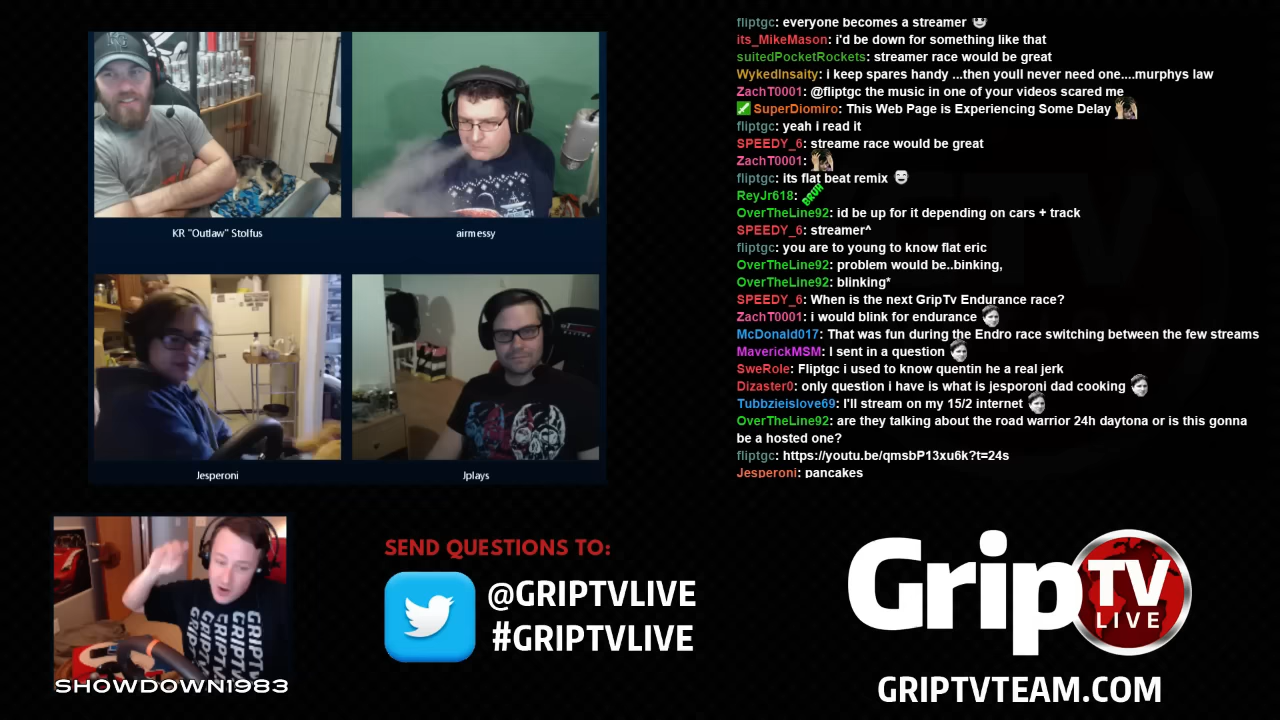 fliptgc: everyone becomes a streamer
its_MikeMason: i'd be down for something like that
suitedPocketRockets: streamer race would be great
WykedInsaity: i keep spares handy ...then youll never need one....murphys law
ZachT0001: @fliptgc the music in one of your videos scared me
SuperDiomiro: This Web Page is Experiencing Some Delay
fliptgc: yeah i read it
SPEEDY_6: streame race would be great
ZachT0001:
fliptgc: its flat beat remix
ReyJr618: BRUH
OverTheLine92: id be up for it depending on cars + track
SPEEDY_6: streamer^
fliptgc: you are to young to know flat eric
OverTheLine92: problem would be..binking,
OverTheLine92: blinking*
SPEEDY_6: When is the next GripTv Endurance race?
ZachT0001: i would blink for endurance
McDonald017: That was fun during the Endro race switching between the few streams
MaverickMSM: I sent in a question
SweRole: Fliptgc i used to know quentin he a real jerk
Dizaster0: only question i have is what is jesporoni dad cooking
Tubbzieislove69: I'll stream on my 15/2 internet
OverTheLine92: are they talking about the road warrior 24h daytona or is this gonna
be a hosted one?
fliptgc: https://youtu.be/qmsbP13xu6k?t=24s
Jesperoni: pancakes
KR "Outlaw" Stolfus
airmessy
Jesperoni
Jplays
SHOWDOWN1983
GRIPTV
GRIPTV
GRIPTV
SEND QUESTIONS TO:
@GRIPTVLIVE
#GRIPTVLIVE
GripTV
LIVE
GRIPTVTEAM.COM